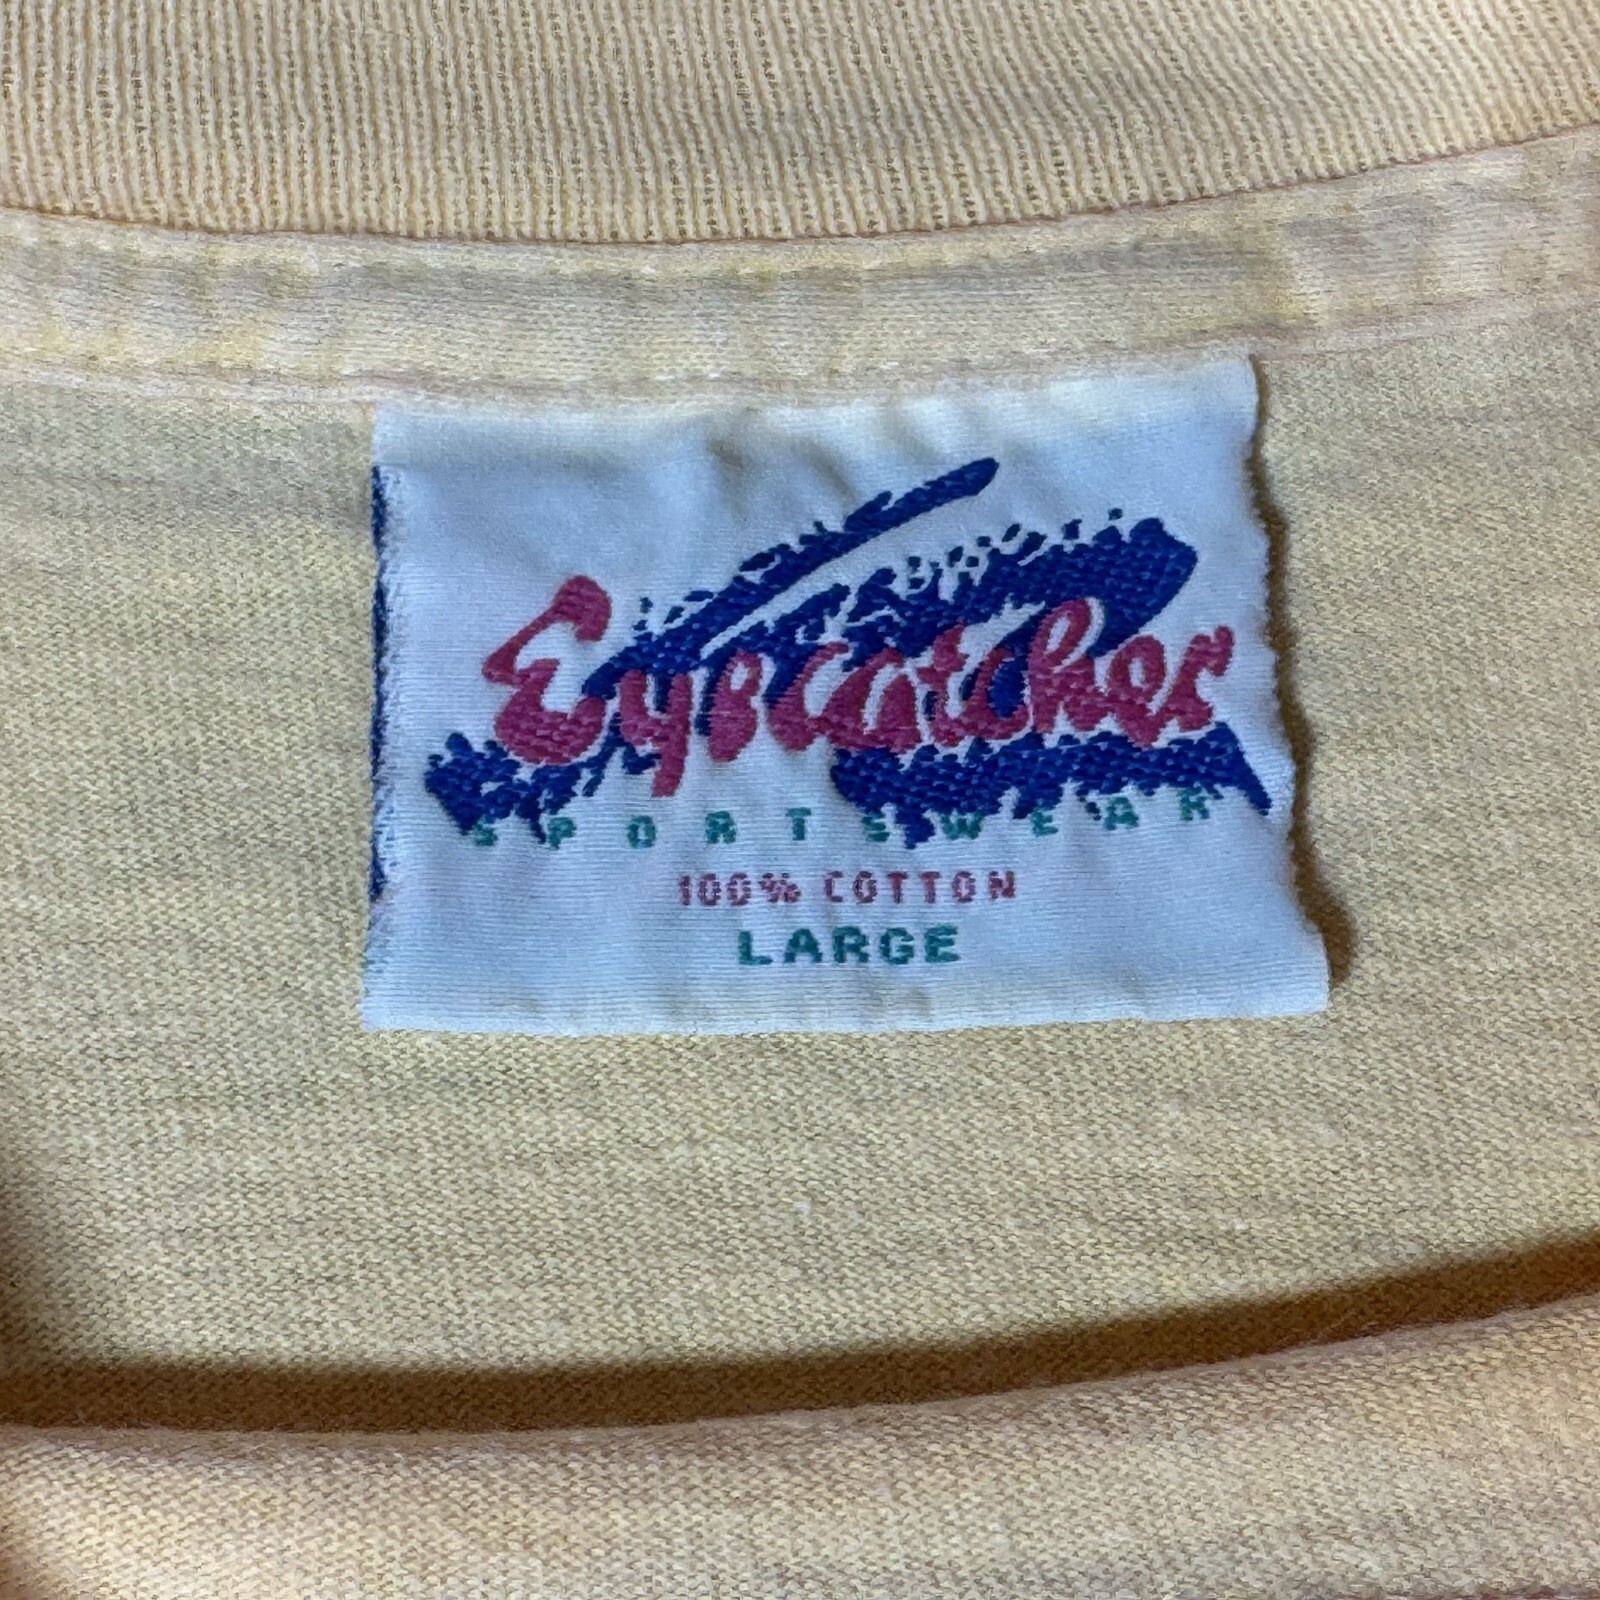 Eyecatcher
SPORTSWEAR
100% COTTON
LARGE